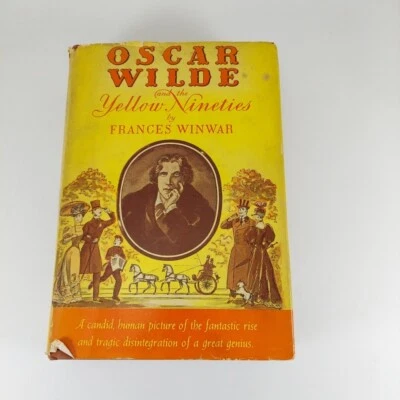 OSCAR
WILDE
and the
Yellow Nineties
by
FRANCES WINWAR
A candid, human picture of the fantastic rise
and tragic disintegration of a great genius.